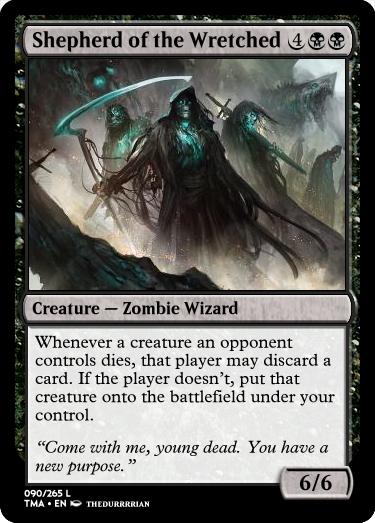 Shepherd of the Wretched 4
Creature — Zombie Wizard
Whenever a creature an opponent
controls dies, that player may discard a
card. If the player doesn't, put that
creature onto the battlefield under your
control.
“Come with me, young dead. You have a
new purpose.”
6/6
090/265 L
TMA • EN THEDURRRRIAN